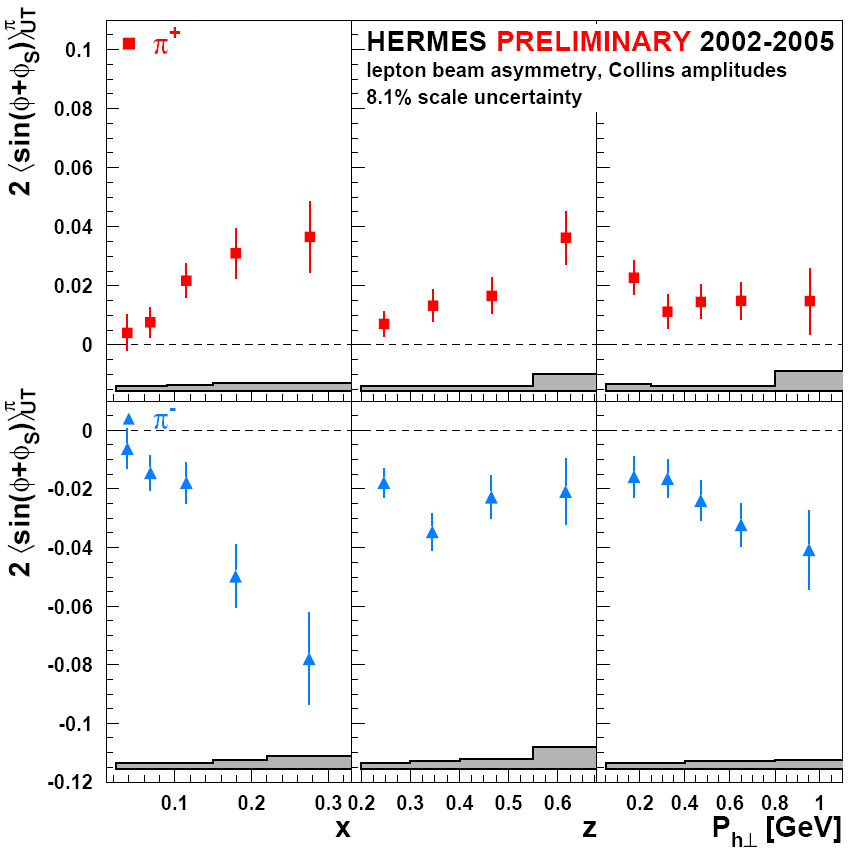 2 ⟨sin(ϕ+ϕS)⟩πUT
π+
HERMES PRELIMINARY 2002-2005
lepton beam asymmetry, Collins amplitudes
8.1% scale uncertainty
0.1
0.08
0.06
0.04
0.02
0
2 ⟨sin(ϕ+ϕS)⟩πUT
π-
0
-0.02
-0.04
-0.06
-0.08
-0.1
-0.12
0.1 0.2 0.3 0.2 0.3 0.4 0.5 0.6 0.2 0.4 0.6 0.8 1
x z Ph⊥ [GeV]